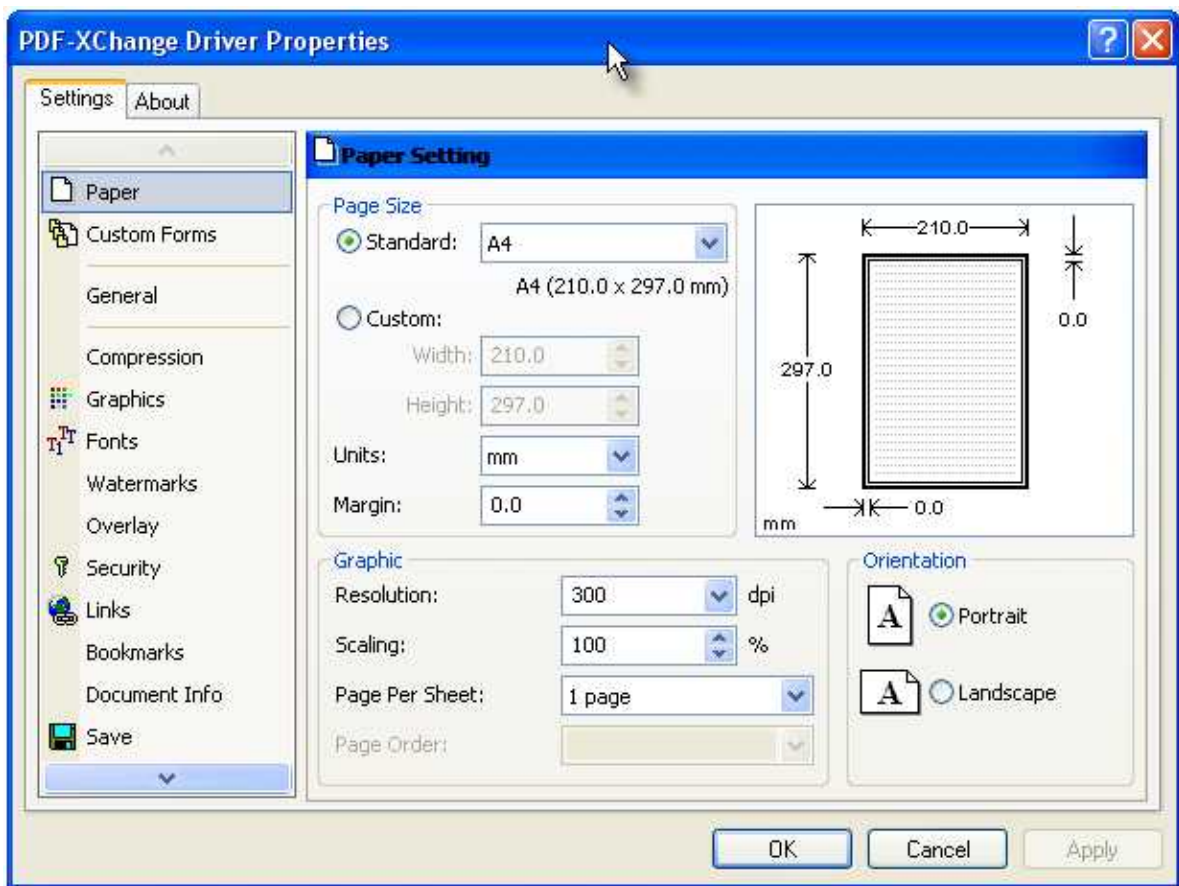 PDF-XChange Driver Properties
Settings
About
Paper
Custom Forms
General
Compression
Graphics
Fonts
Watermarks
Overlay
Security
Links
Bookmarks
Document Info
Save
Paper Setting
Page Size
Standard: A4
A4 (210.0 x 297.0 mm)
Custom:
Width: 210.0
Height: 297.0
Units: mm
Margin: 0.0
210.0
0.0
297.0
0.0
mm
Graphic
Resolution: 300 dpi
Scaling: 100 %
Page Per Sheet: 1 page
Page Order:
Orientation
A Portrait
A Landscape
OK
Cancel
Apply